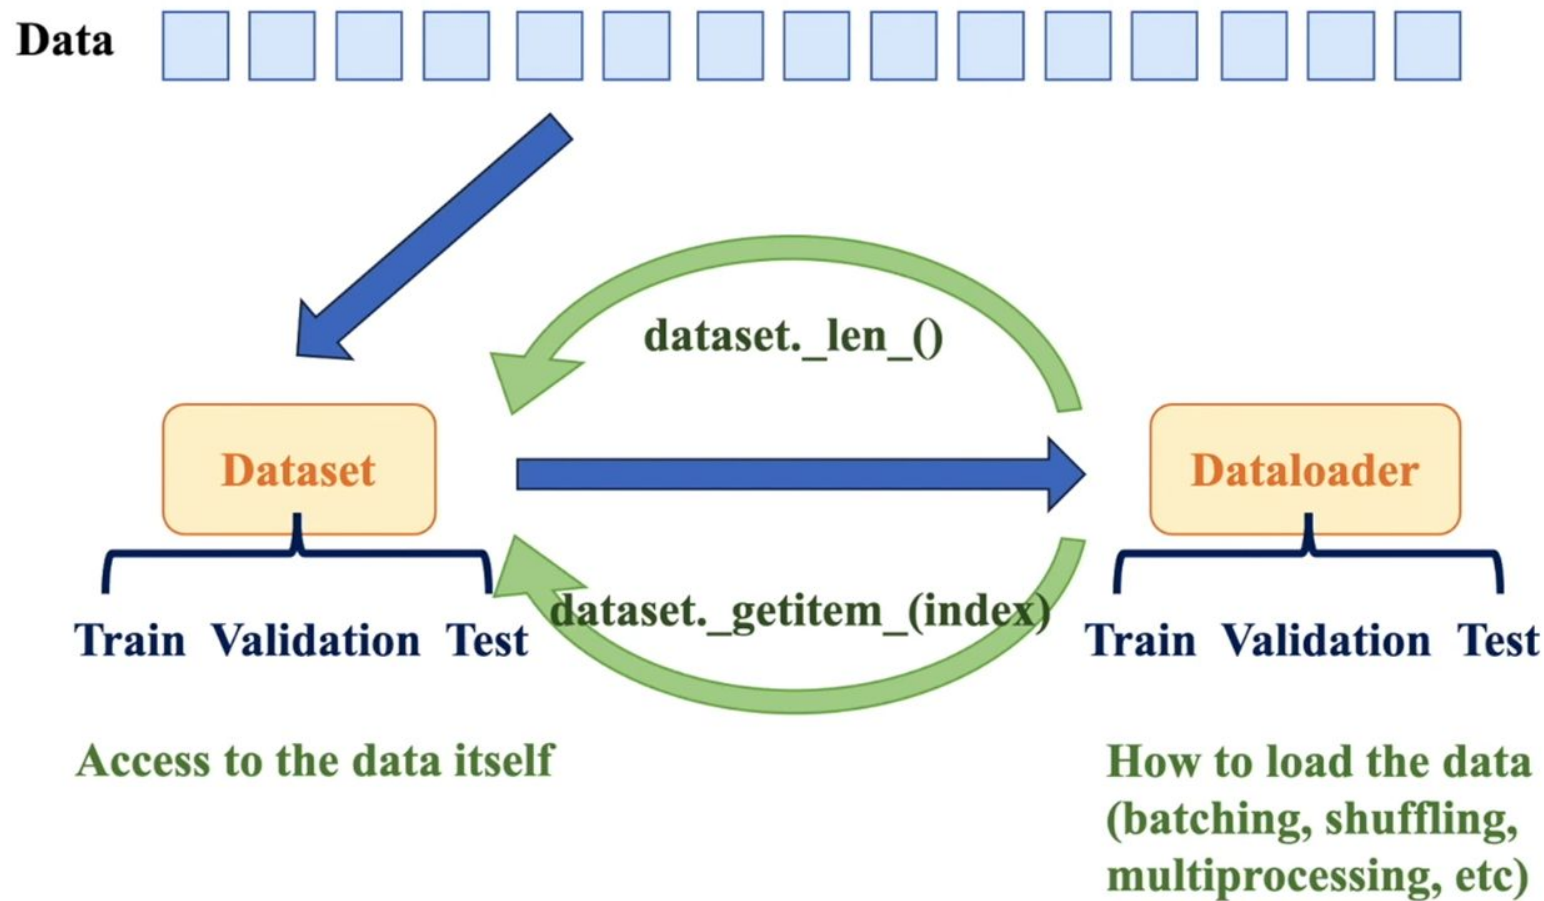 Data
dataset._len_()
Dataset
Dataloader
dataset._getitem_(index)
Train Validation Test
Train Validation Test
Access to the data itself
How to load the data
(batching, shuffling,
multiprocessing, etc)